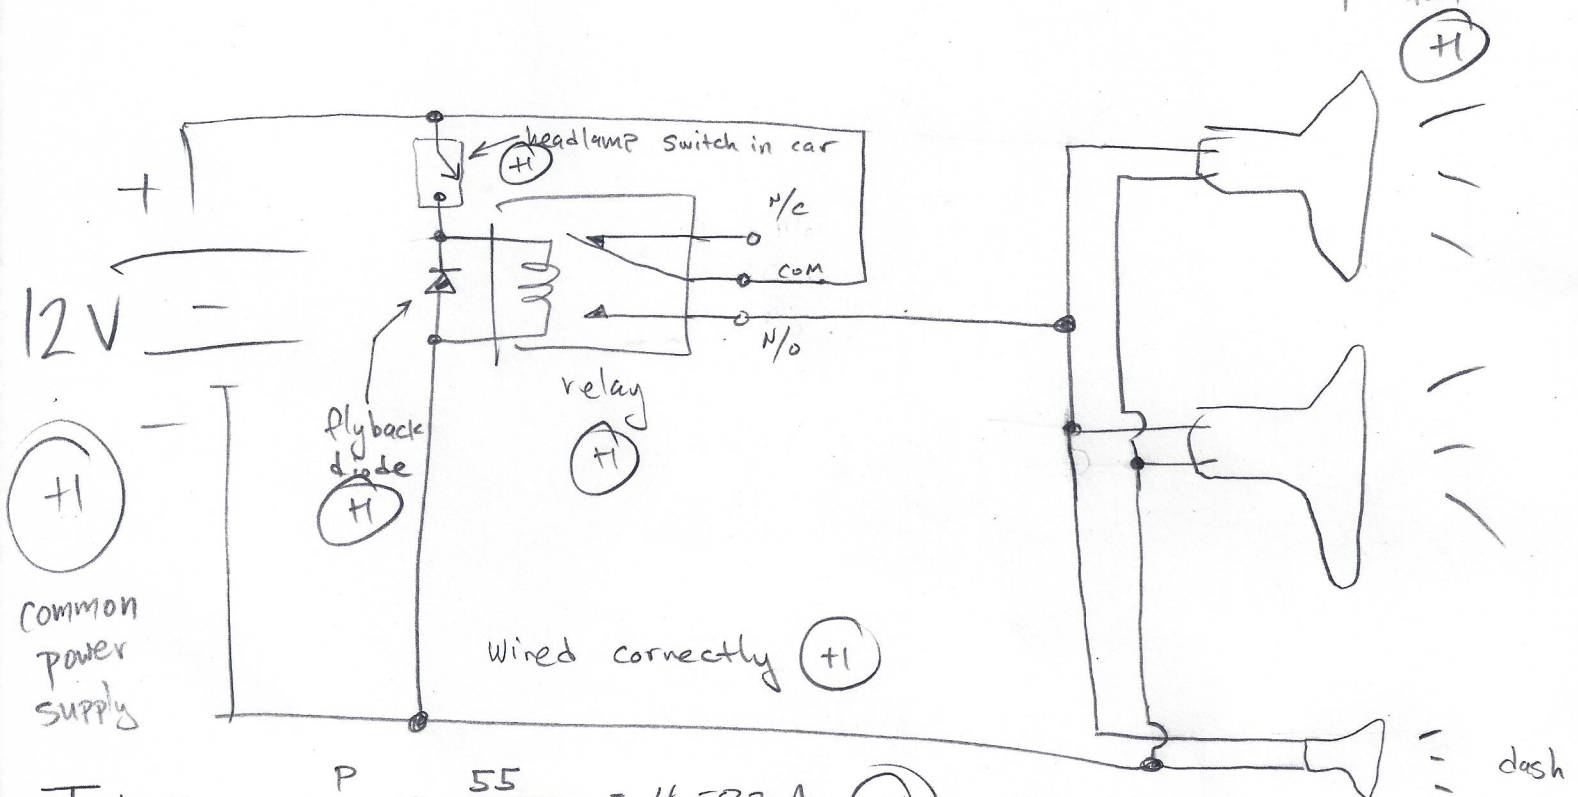 +1
headlamp switch in car
+1
+
N/C
COM
12V
N/O
relay
+1
flyback
diode
+1
-
+1
common
power
supply
Wired correctly +1
dash
P 55